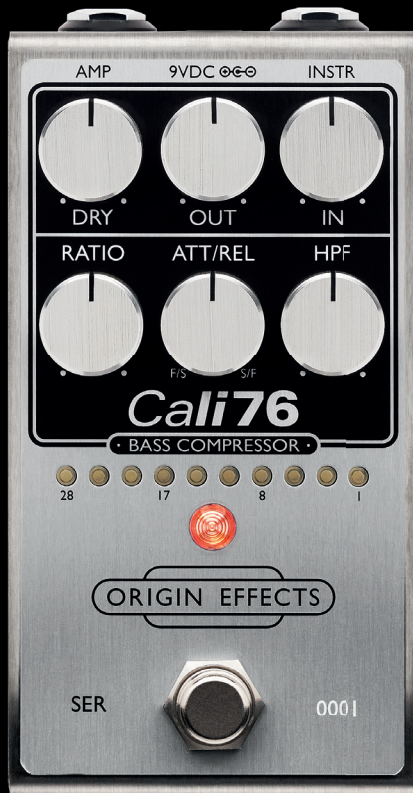 AMP 9VDC INSTR
DRY OUT IN
RATIO ATT/REL HPF
F/S S/F
Cali76
BASS COMPRESSOR
28 17 8 1
ORIGIN EFFECTS
SER 0001